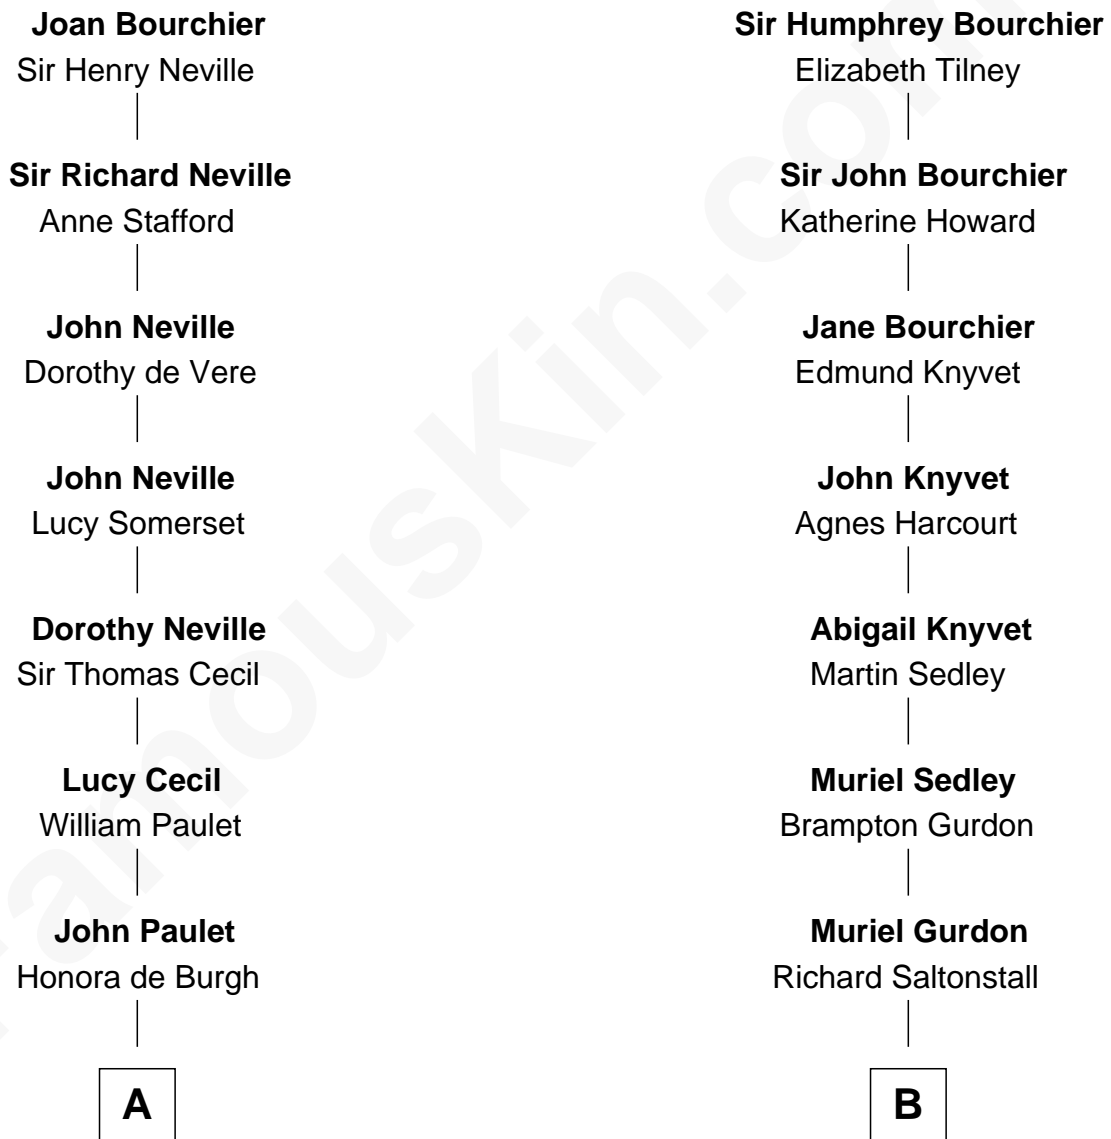 Joan Bourchier
Sir Henry Neville
Sir Richard Neville
Anne Stafford
John Neville
Dorothy de Vere
John Neville
Lucy Somerset
Dorothy Neville
Sir Thomas Cecil
Lucy Cecil
William Paulet
John Paulet
Honora de Burgh
A
Sir Humphrey Bourchier
Elizabeth Tilney
Sir John Bourchier
Katherine Howard
Jane Bourchier
Edmund Knyvet
John Knyvet
Agnes Harcourt
Abigail Knyvet
Martin Sedley
Muriel Sedley
Brampton Gurdon
Muriel Gurdon
Richard Saltonstall
B
FamousKin.com